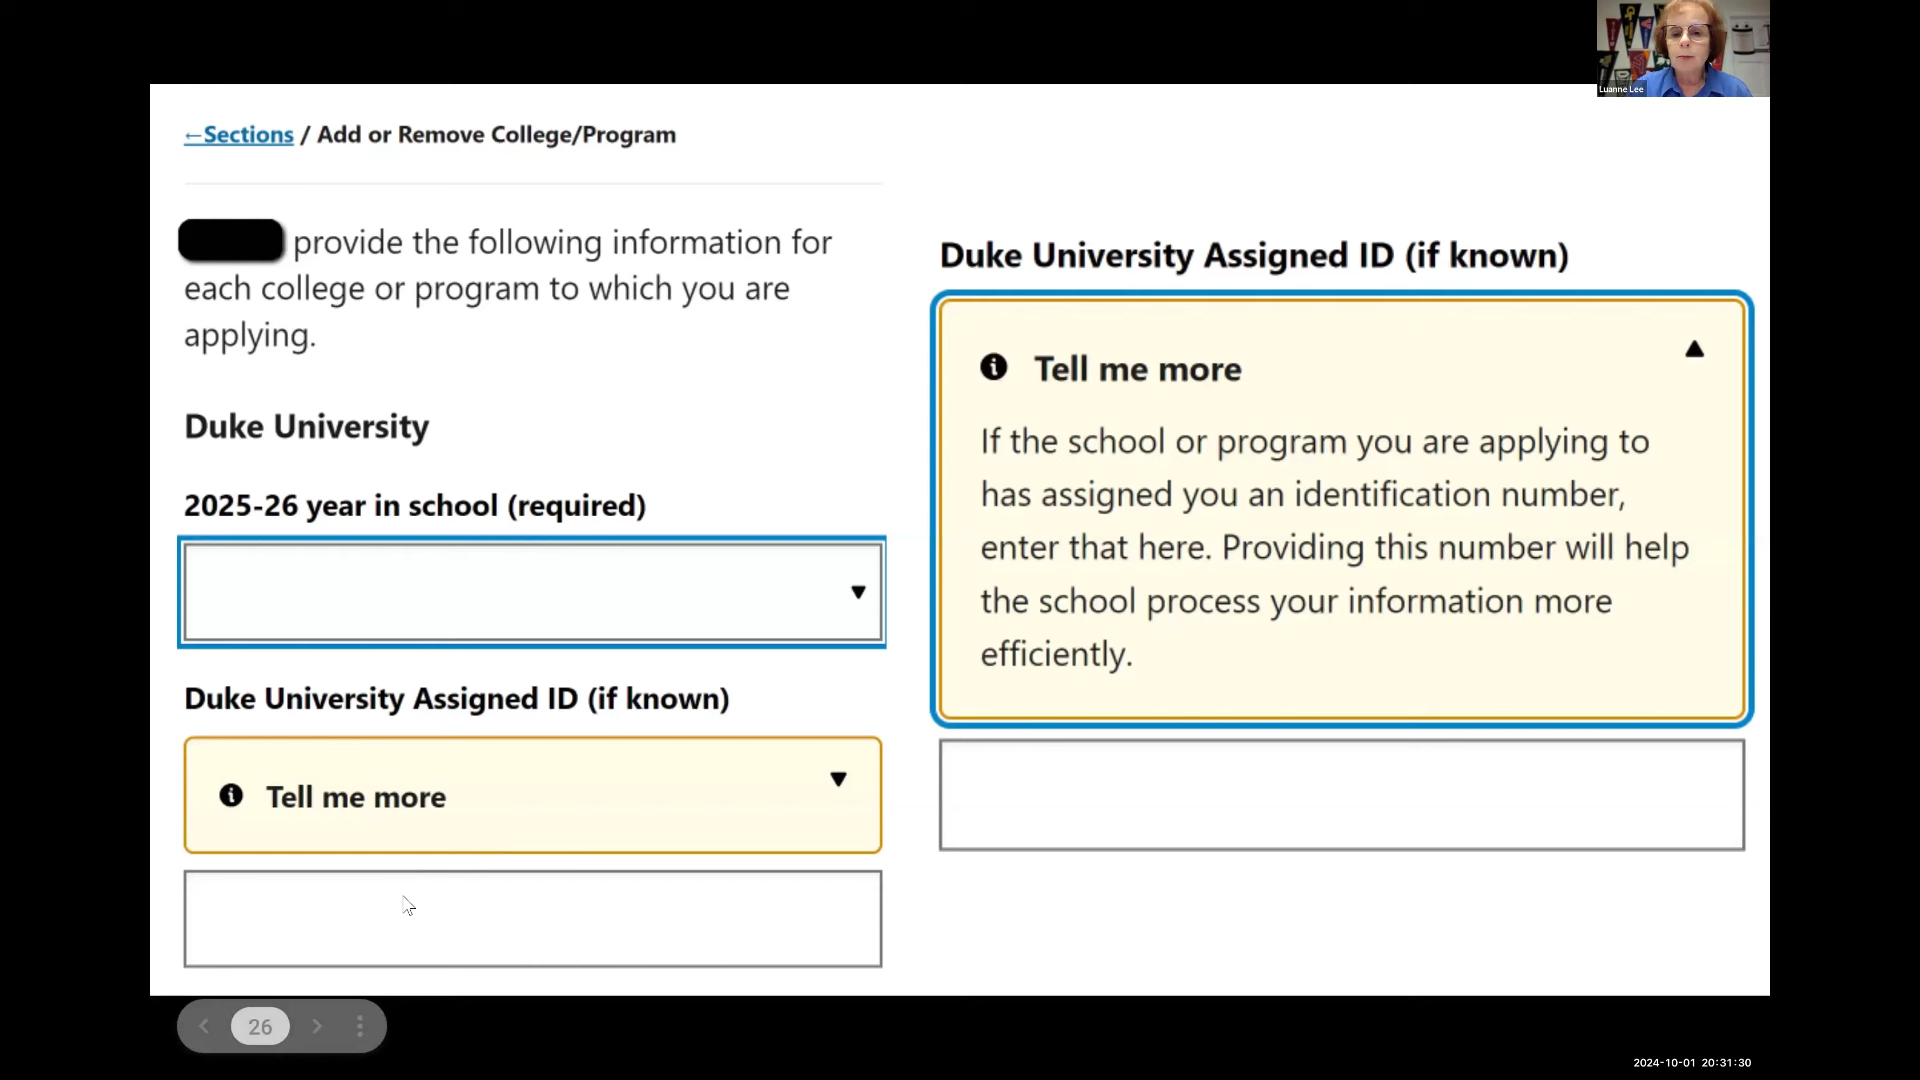 Luanne Lee
←Sections / Add or Remove College/Program
provide the following information for
each college or program to which you are
applying.
Duke University
2025-26 year in school (required)
Duke University Assigned ID (if known)
Tell me more
Duke University Assigned ID (if known)
Tell me more
If the school or program you are applying to
has assigned you an identification number,
enter that here. Providing this number will help
the school process your information more
efficiently.
26
2024-10-01 20:31:30